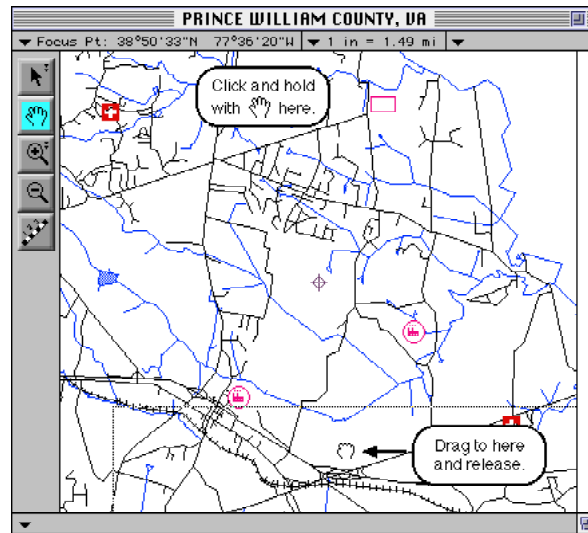 PRINCE WILLIAM COUNTY, VA
Focus Pt: 38°50'33"N 77°36'20"W 1 in = 1.49 mi
Click and hold
with here.
Drag to here
and release.